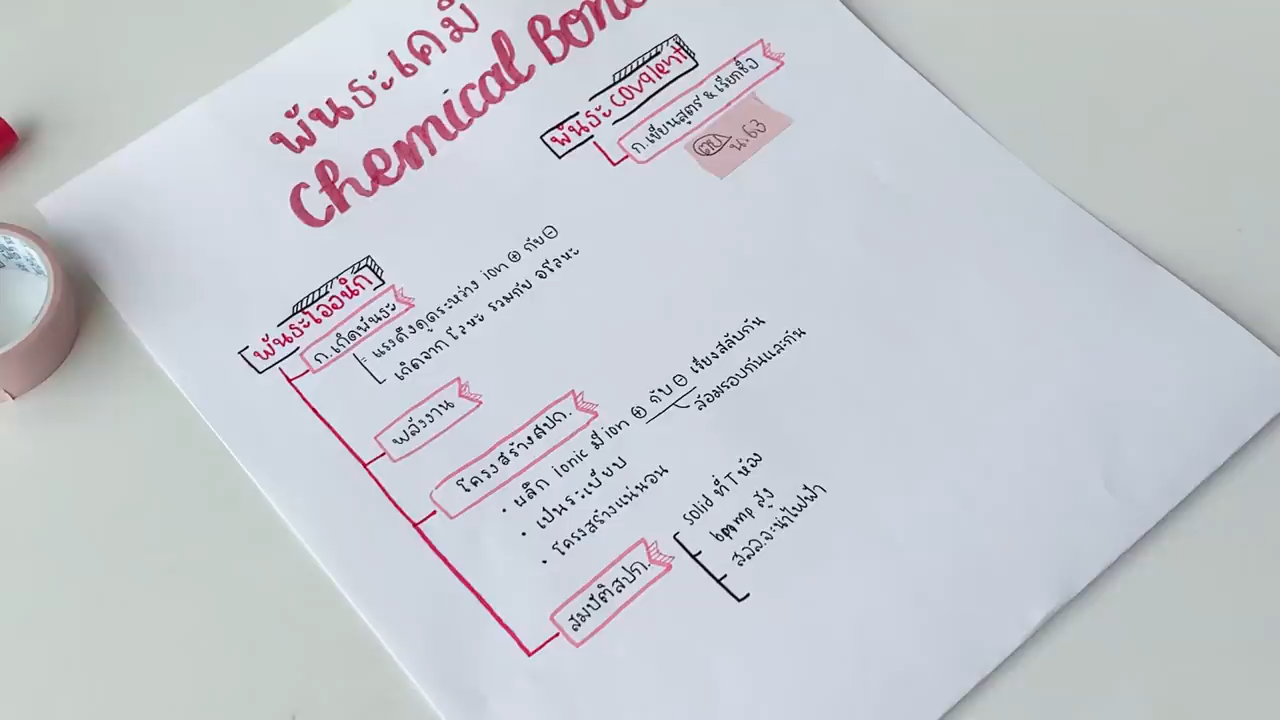 พันธะเคมี
Chemical Bond
พันธะ covalent
ก.เขียนสูตร & เรียกชื่อ
น.63
พันธะไอออนิก
ก.เกิดพันธะ
แรงดึงดูดระหว่าง ion ⊕ กับ ⊖
เกิดจาก โลหะ รวมกับ อโลหะ
พลังงาน
โครงสร้างสปก.
• ผลึก ionic มี ion ⊕ กับ ⊖ เรียงสลับกัน
ล้อมรอบกันและกัน
• เป็นระเบียบ
• โครงสร้างแน่นอน
สมบัติสปก.
solid ที่ T ห้อง
mp สูง
สลล.จะนำไฟฟ้า